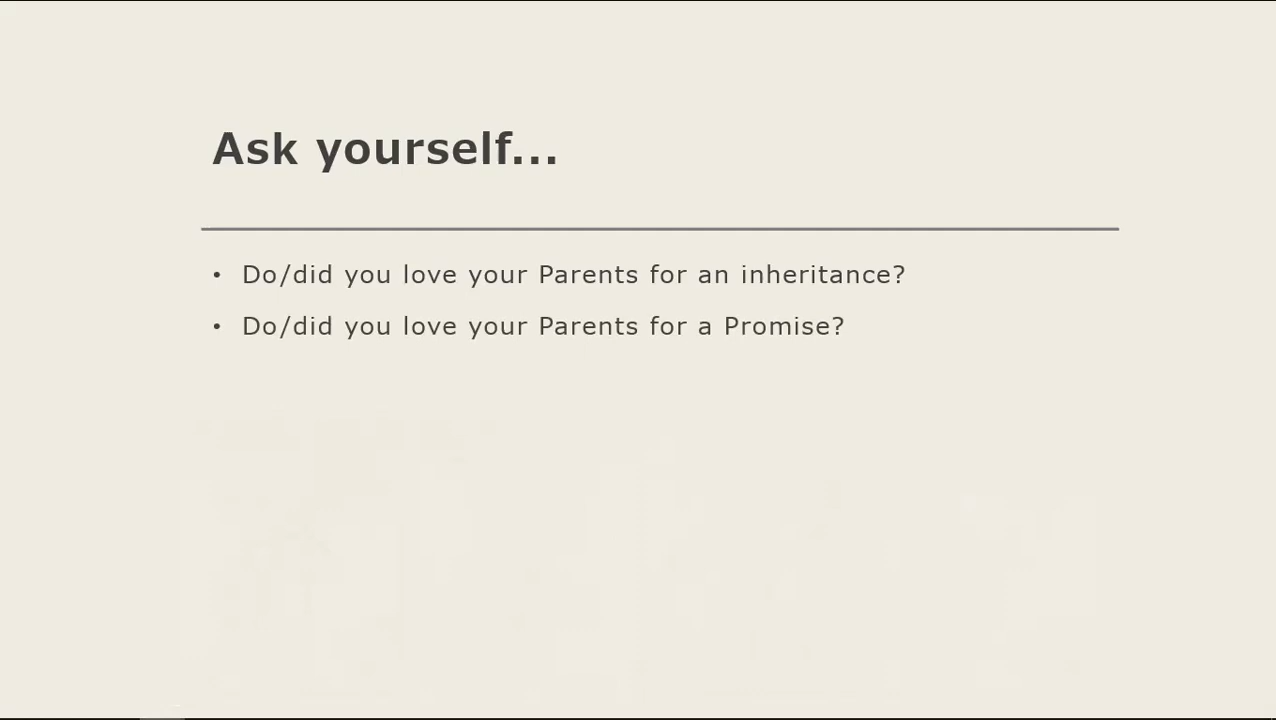 Ask yourself...
• Do/did you love your Parents for an inheritance?
• Do/did you love your Parents for a Promise?